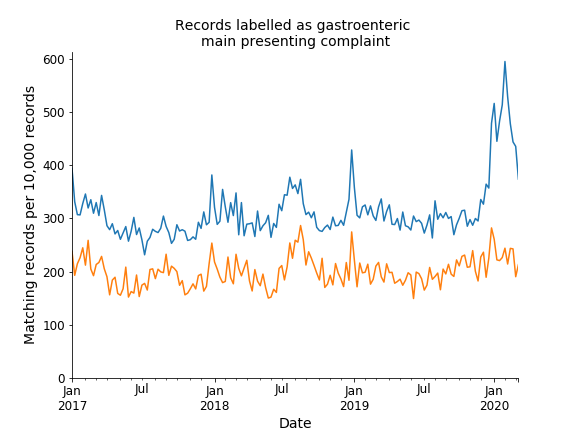 Records labelled as gastroenteric
main presenting complaint
Matching records per 10,000 records
600
500
400
300
200
100
0
Jan
2017
Jul
Jan
2018
Jul
Jan
2019
Jul
Jan
2020
Date